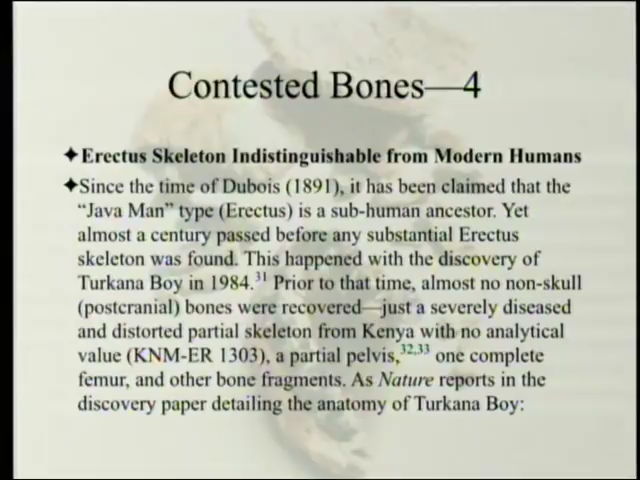 Contested Bones—4
✦Erectus Skeleton Indistinguishable from Modern Humans
✦Since the time of Dubois (1891), it has been claimed that the
“Java Man” type (Erectus) is a sub-human ancestor. Yet
almost a century passed before any substantial Erectus
skeleton was found. This happened with the discovery of
Turkana Boy in 1984.31 Prior to that time, almost no non-skull
(postcranial) bones were recovered—just a severely diseased
and distorted partial skeleton from Kenya with no analytical
value (KNM-ER 1303), a partial pelvis,32,33 one complete
femur, and other bone fragments. As Nature reports in the
discovery paper detailing the anatomy of Turkana Boy: